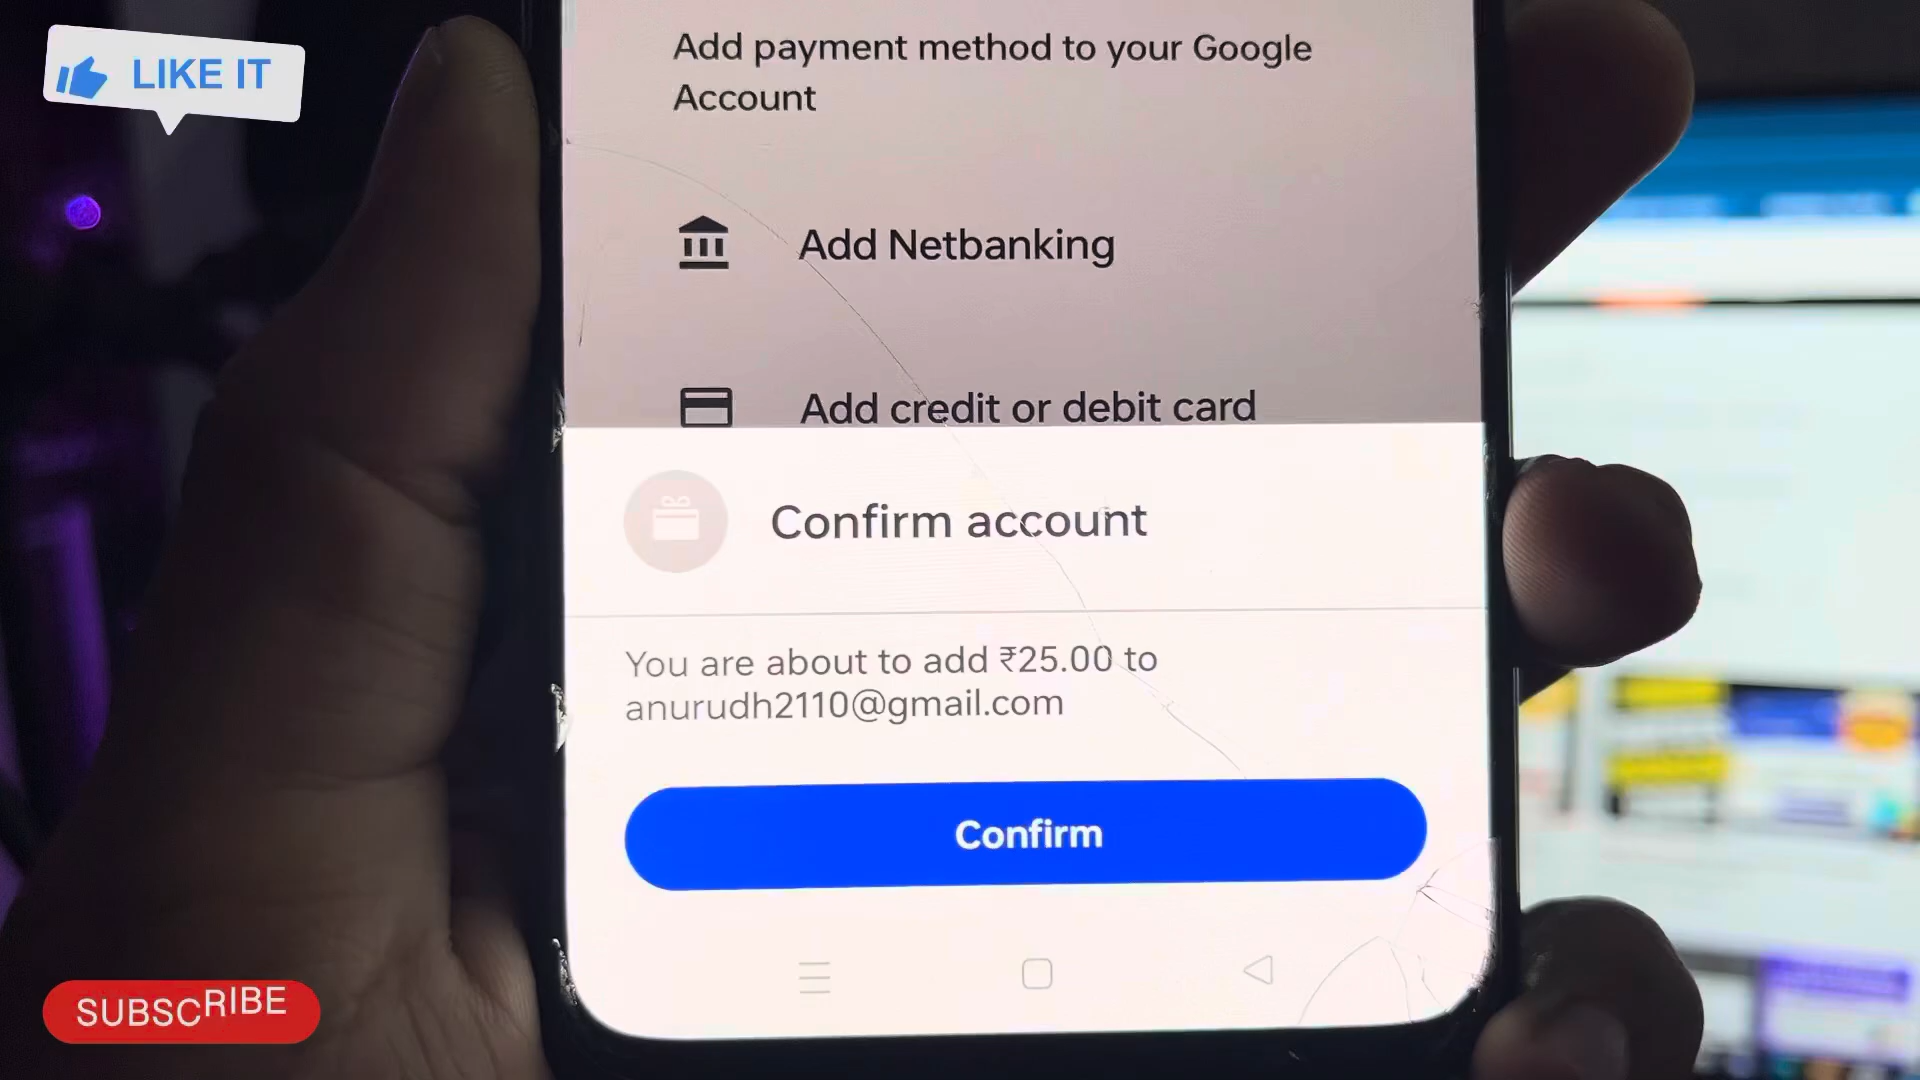 LIKE IT
Add payment method to your Google
Account
Add Netbanking
Add credit or debit card
Confirm account
You are about to add ₹25.00 to
anurudh2110@gmail.com
Confirm
SUBSCRIBE